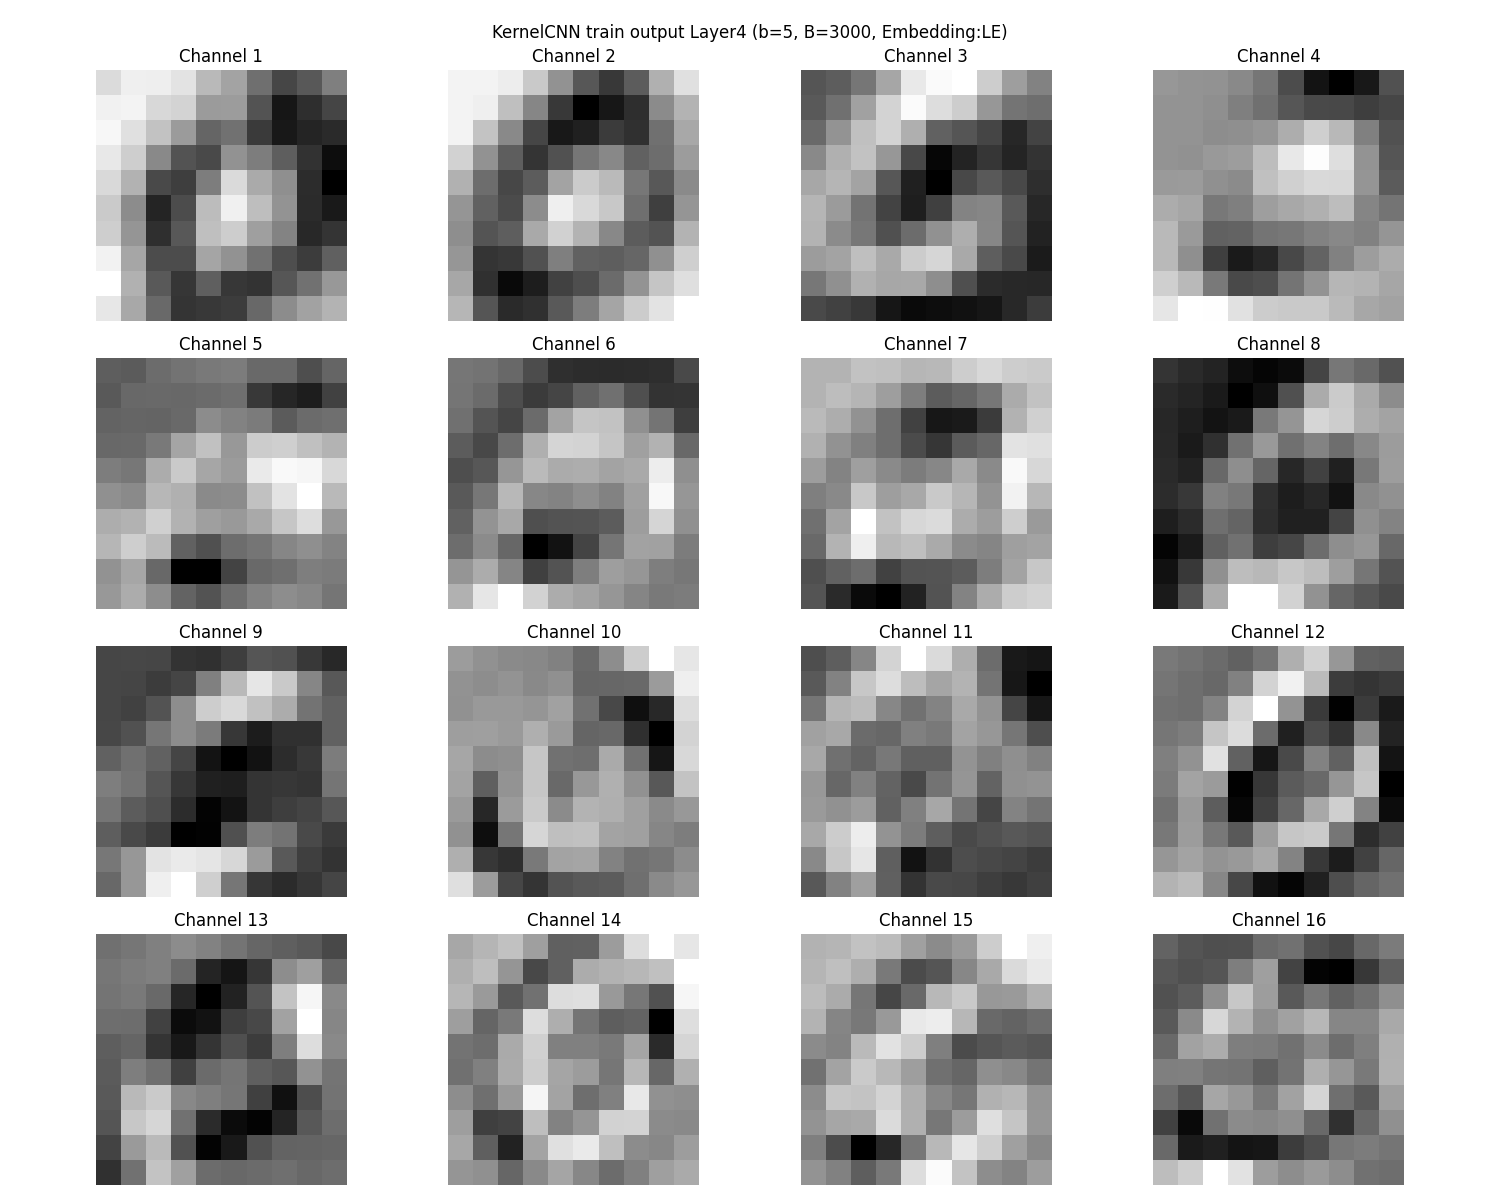 KernelCNN train output Layer4 (b=5, B=3000, Embedding:LE)
Channel 1 Channel 2 Channel 3 Channel 4
Channel 5 Channel 6 Channel 7 Channel 8
Channel 9 Channel 10 Channel 11 Channel 12
Channel 13 Channel 14 Channel 15 Channel 16